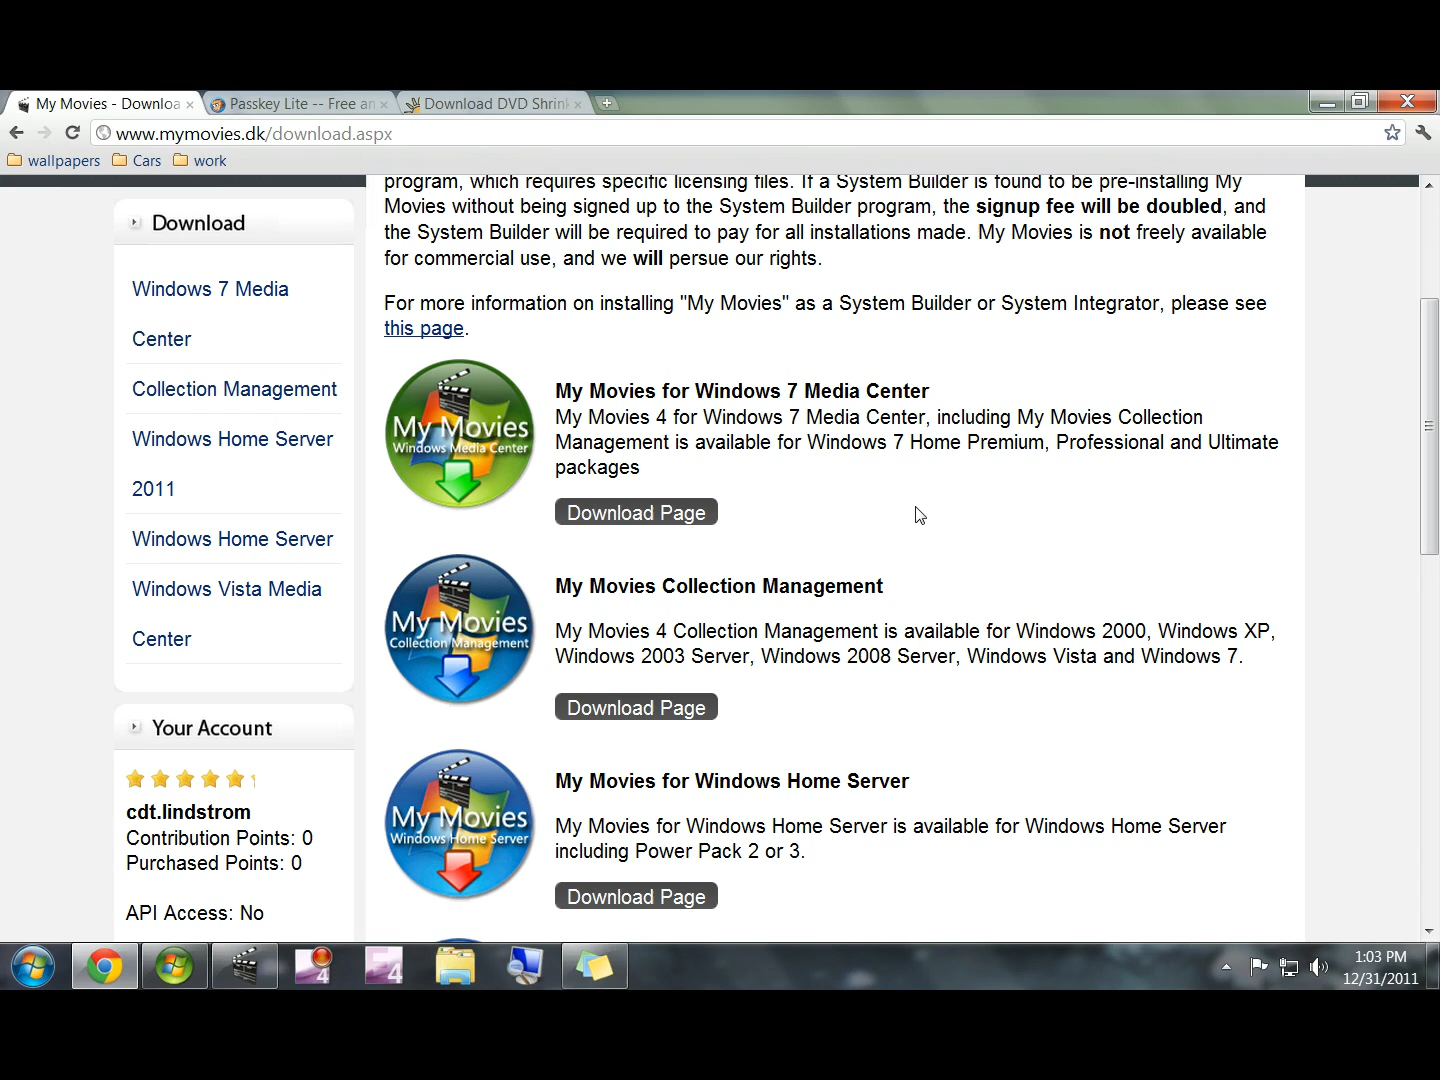 My Movies - Downloa
Passkey Lite -- Free an
Download DVD Shrin
www.mymovies.dk/download.aspx
wallpapers
Cars
work
program, which requires specific licensing files. If a System Builder is found to be pre-installing My
Movies without being signed up to the System Builder program, the signup fee will be doubled, and
the System Builder will be required to pay for all installations made. My Movies is not freely available
for commercial use, and we will persue our rights.
For more information on installing "My Movies" as a System Builder or System Integrator, please see
this page.
Download
Windows 7 Media
Center
Collection Management
Windows Home Server
2011
Windows Home Server
Windows Vista Media
Center
My Movies
Windows Media Center
My Movies for Windows 7 Media Center
My Movies 4 for Windows 7 Media Center, including My Movies Collection
Management is available for Windows 7 Home Premium, Professional and Ultimate
packages
Download Page
My Movies
Collection Management
My Movies Collection Management
My Movies 4 Collection Management is available for Windows 2000, Windows XP,
Windows 2003 Server, Windows 2008 Server, Windows Vista and Windows 7.
Download Page
Your Account
cdt.lindstrom
Contribution Points: 0
Purchased Points: 0
API Access: No
My Movies
Windows Home Server
My Movies for Windows Home Server
My Movies for Windows Home Server is available for Windows Home Server
including Power Pack 2 or 3.
Download Page
4
4
1:03 PM
12/31/2011